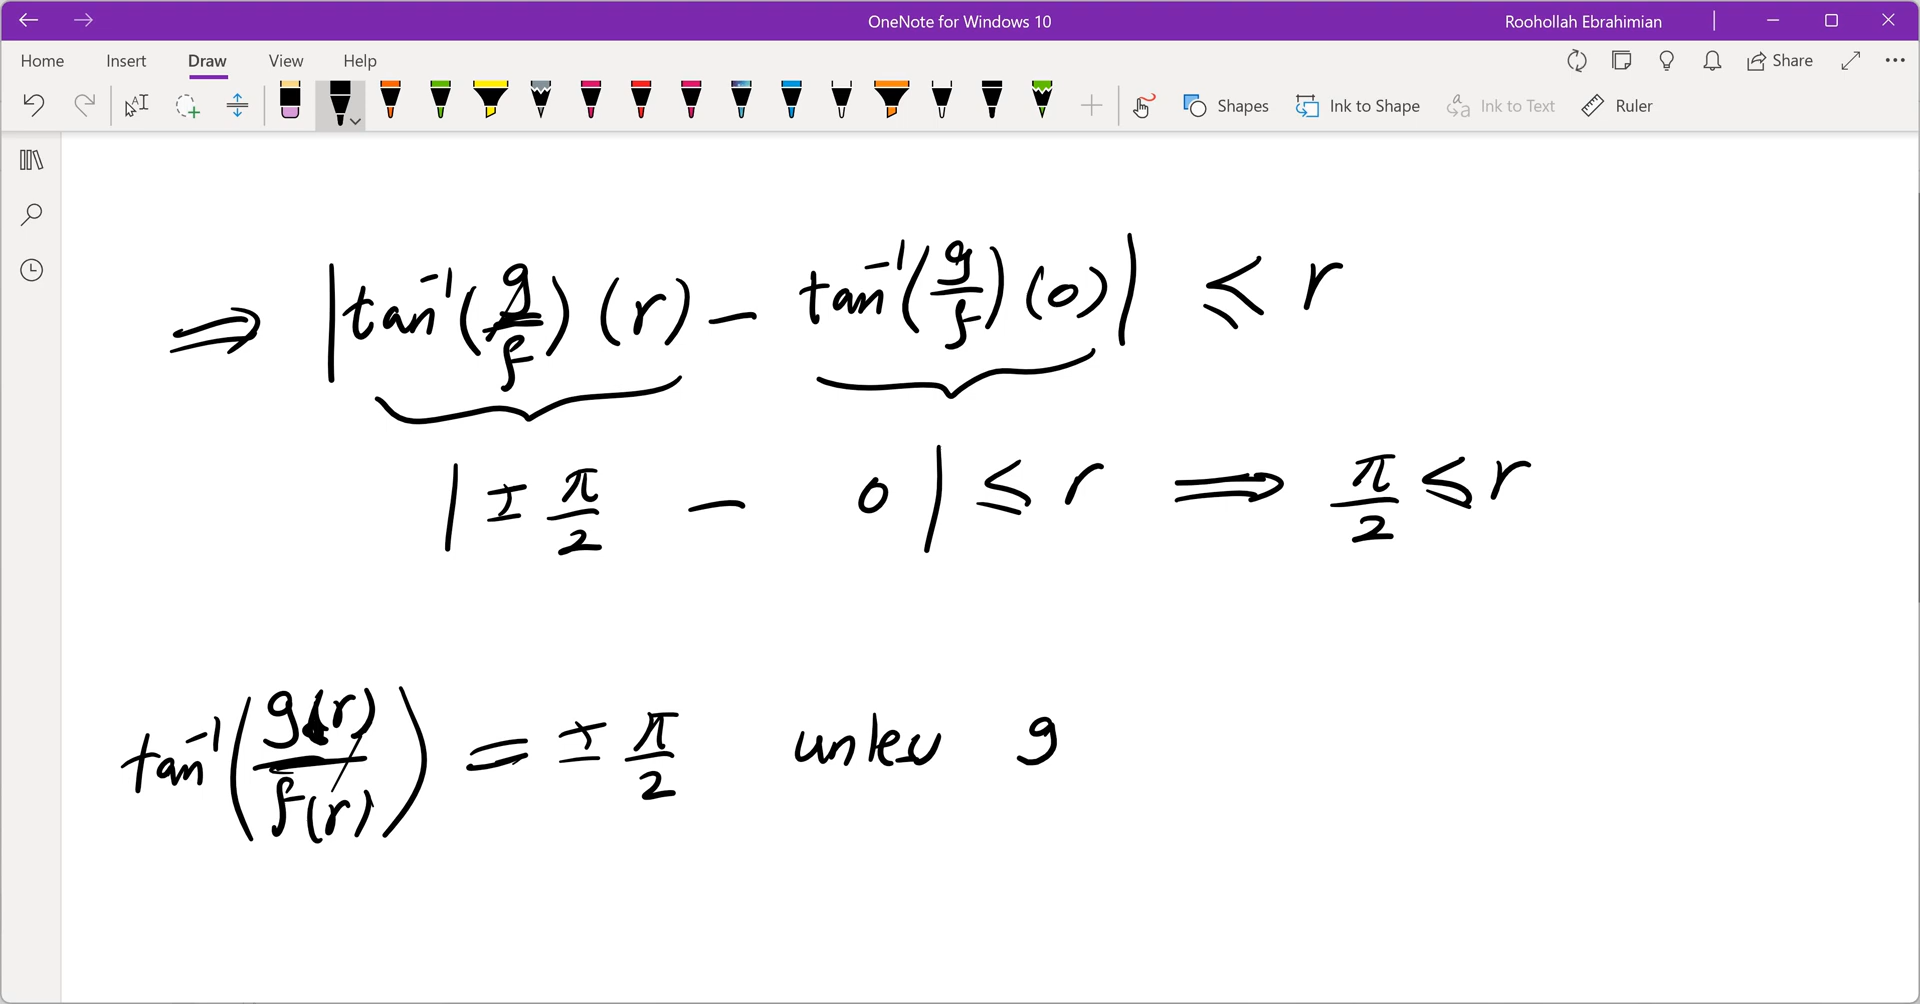 OneNote for Windows 10
Roohollah Ebrahimian
Home Insert Draw View Help
Share
Shapes Ink to Shape Ink to Text Ruler
⇒ |tan⁻¹(g/f)(r) − tan⁻¹(g/f)(0)| ≤ r
|± π/2 − 0| ≤ r ⇒ π/2 ≤ r
tan⁻¹(g(r)/f(r)) = ± π/2 unless g